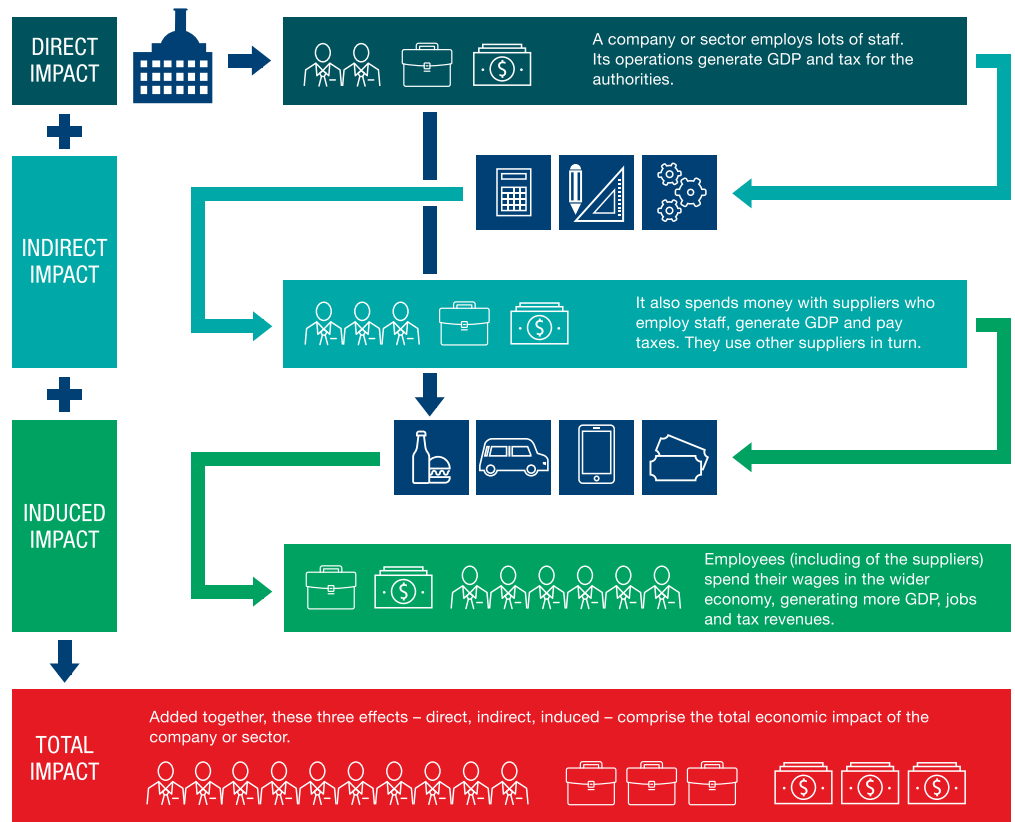 DIRECT
IMPACT
A company or sector employs lots of staff.
Its operations generate GDP and tax for the
authorities.
INDIRECT
IMPACT
It also spends money with suppliers who
employ staff, generate GDP and pay
taxes. They use other suppliers in turn.
INDUCED
IMPACT
Employees (including of the suppliers)
spend their wages in the wider
economy, generating more GDP, jobs
and tax revenues.
TOTAL
IMPACT
Added together, these three effects – direct, indirect, induced – comprise the total economic impact of the
company or sector.